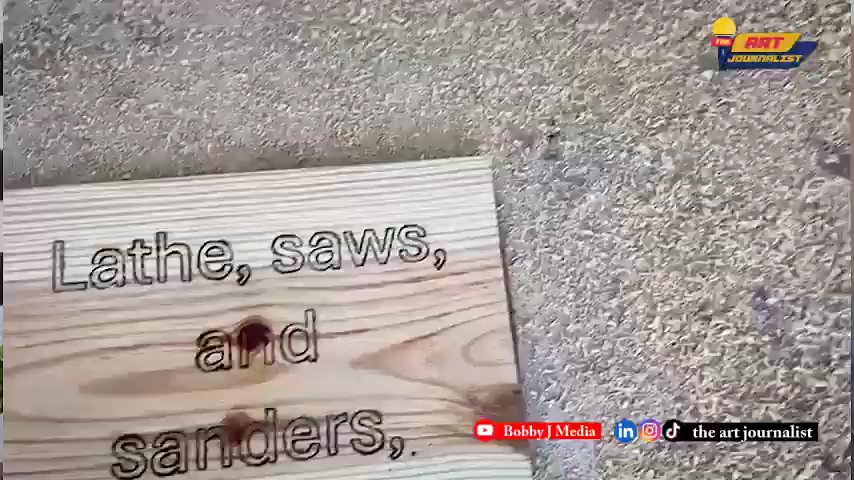 THE ART
JOURNALIST
Lathe, saws,
and
sanders,
Bobby J Media
the art journalist